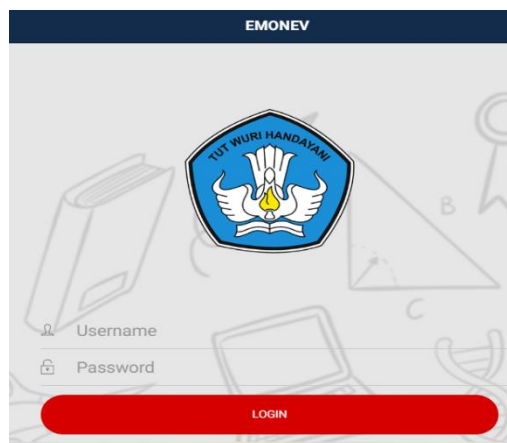 EMONEV
TUT WURI HANDAYANI
B
C
Username
Password
LOGIN